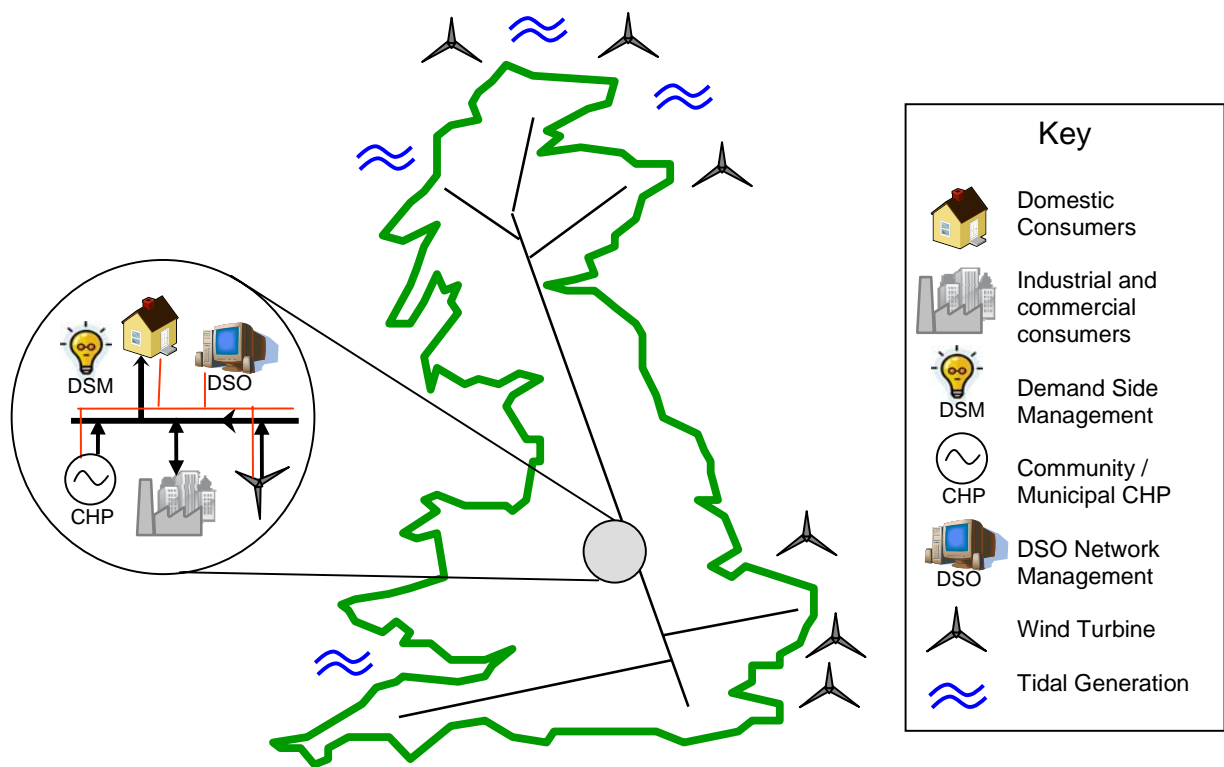 DSM
DSO
CHP
Key
Domestic
Consumers
Industrial and
commercial
consumers
DSM
Demand Side
Management
CHP
Community /
Municipal CHP
DSO
DSO Network
Management
Wind Turbine
Tidal Generation